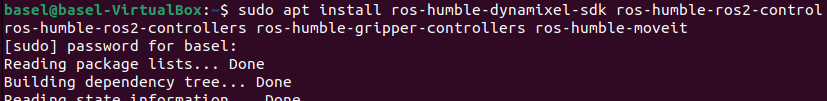 basel@basel-VirtualBox:~$ sudo apt install ros-humble-dynamixel-sdk ros-humble-ros2-control
ros-humble-ros2-controllers ros-humble-gripper-controllers ros-humble-moveit
[sudo] password for basel:
Reading package lists... Done
Building dependency tree... Done
Reading state information... Done